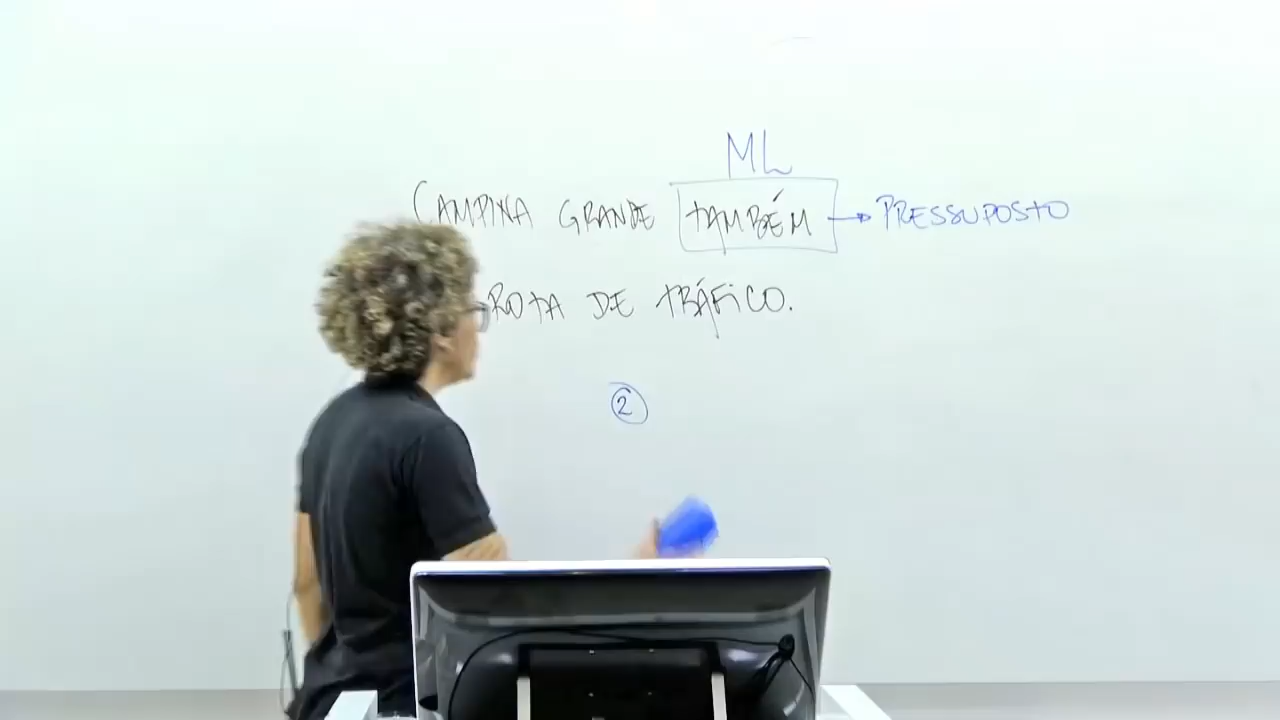 ML
CAMPINA GRANDE TAMBÉM → PRESSUPOSTO
ROTA DE TRÁFICO.
2